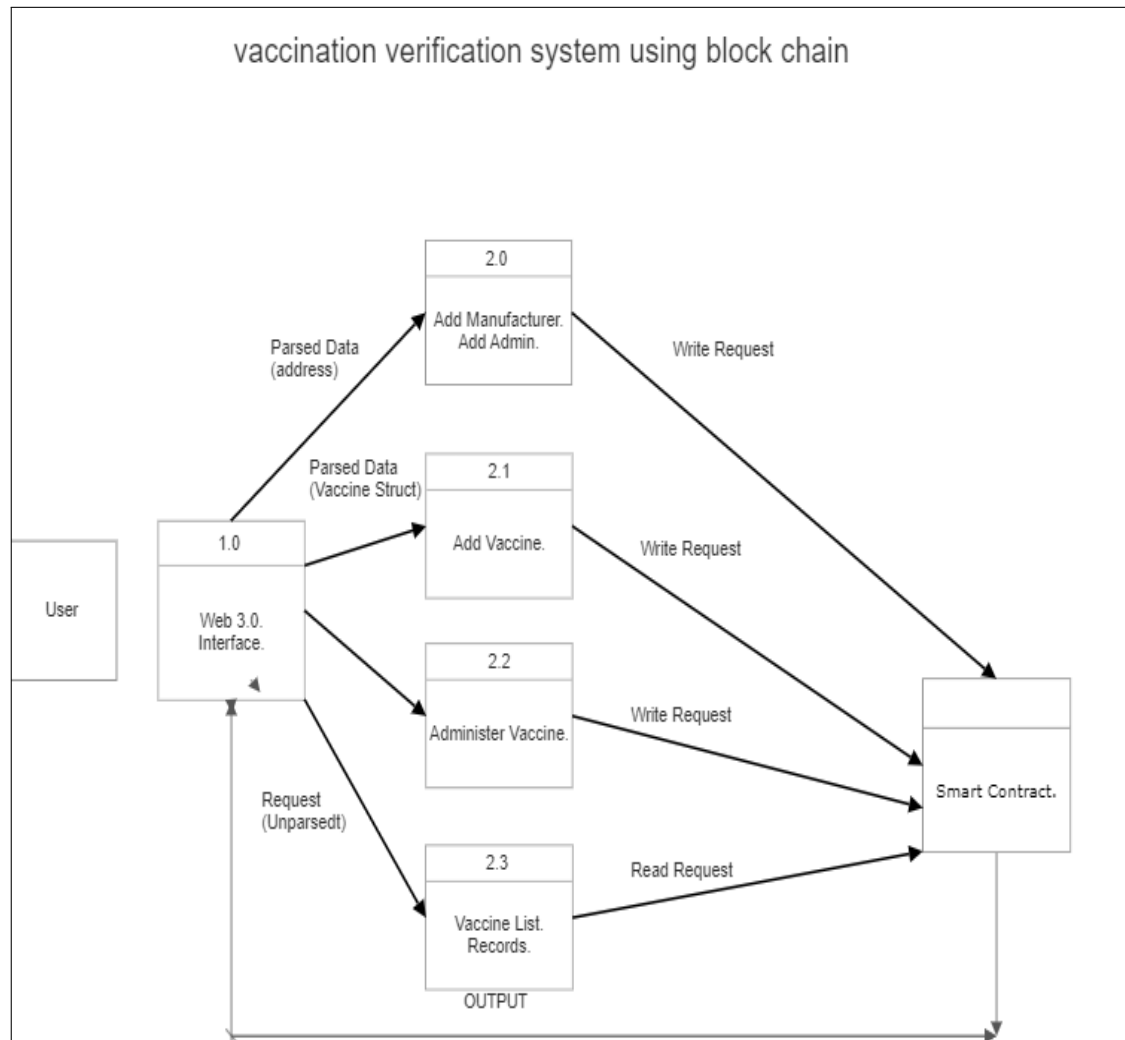 vaccination verification system using block chain
2.0
Add Manufacturer.
Add Admin.
Parsed Data
(address)
Write Request
Parsed Data
(Vaccine Struct)
2.1
Add Vaccine.
Write Request
1.0
Web 3.0.
Interface.
User
2.2
Administer Vaccine.
Write Request
Smart Contract.
Request
(Unparsedt)
2.3
Vaccine List.
Records.
Read Request
OUTPUT